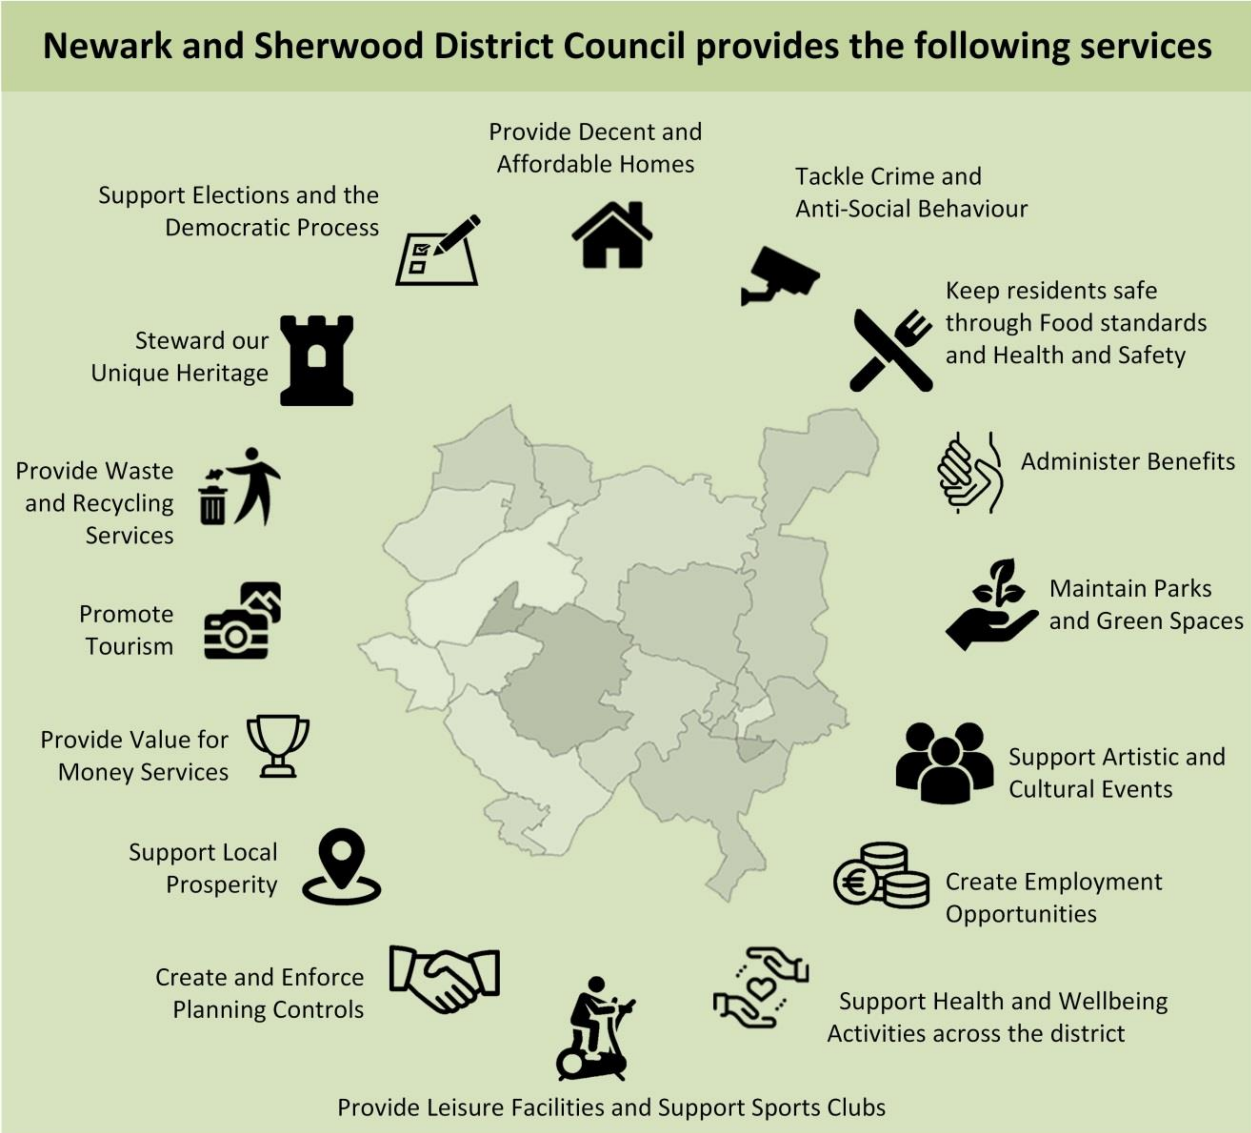 Newark and Sherwood District Council provides the following services
Provide Decent and
Affordable Homes
Tackle Crime and
Anti-Social Behaviour
Keep residents safe
through Food standards
and Health and Safety
Administer Benefits
Maintain Parks
and Green Spaces
Support Artistic and
Cultural Events
€
Create Employment
Opportunities
Support Health and Wellbeing
Activities across the district
Provide Leisure Facilities and Support Sports Clubs
Create and Enforce
Planning Controls
Support Local
Prosperity
Provide Value for
Money Services
Promote
Tourism
Provide Waste
and Recycling
Services
Steward our
Unique Heritage
Support Elections and the
Democratic Process